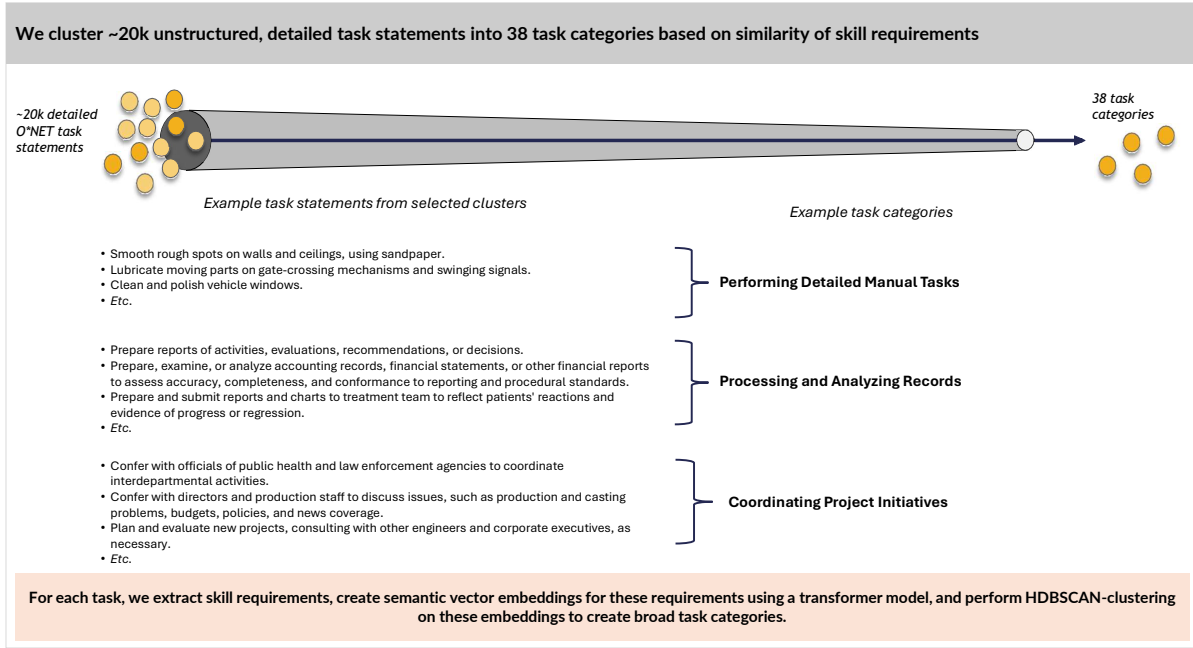 We cluster ~20k unstructured, detailed task statements into 38 task categories based on similarity of skill requirements
~20k detailed
O*NET task
statements
38 task
categories
Example task statements from selected clusters
Example task categories
• Smooth rough spots on walls and ceilings, using sandpaper.
• Lubricate moving parts on gate-crossing mechanisms and swinging signals.
• Clean and polish vehicle windows.
• Etc.
Performing Detailed Manual Tasks
• Prepare reports of activities, evaluations, recommendations, or decisions.
• Prepare, examine, or analyze accounting records, financial statements, or other financial reports
to assess accuracy, completeness, and conformance to reporting and procedural standards.
• Prepare and submit reports and charts to treatment team to reflect patients' reactions and
evidence of progress or regression.
• Etc.
Processing and Analyzing Records
• Confer with officials of public health and law enforcement agencies to coordinate
interdepartmental activities.
• Confer with directors and production staff to discuss issues, such as production and casting
problems, budgets, policies, and news coverage.
• Plan and evaluate new projects, consulting with other engineers and corporate executives, as
necessary.
• Etc.
Coordinating Project Initiatives
For each task, we extract skill requirements, create semantic vector embeddings for these requirements using a transformer model, and perform HDBSCAN-clustering
on these embeddings to create broad task categories.